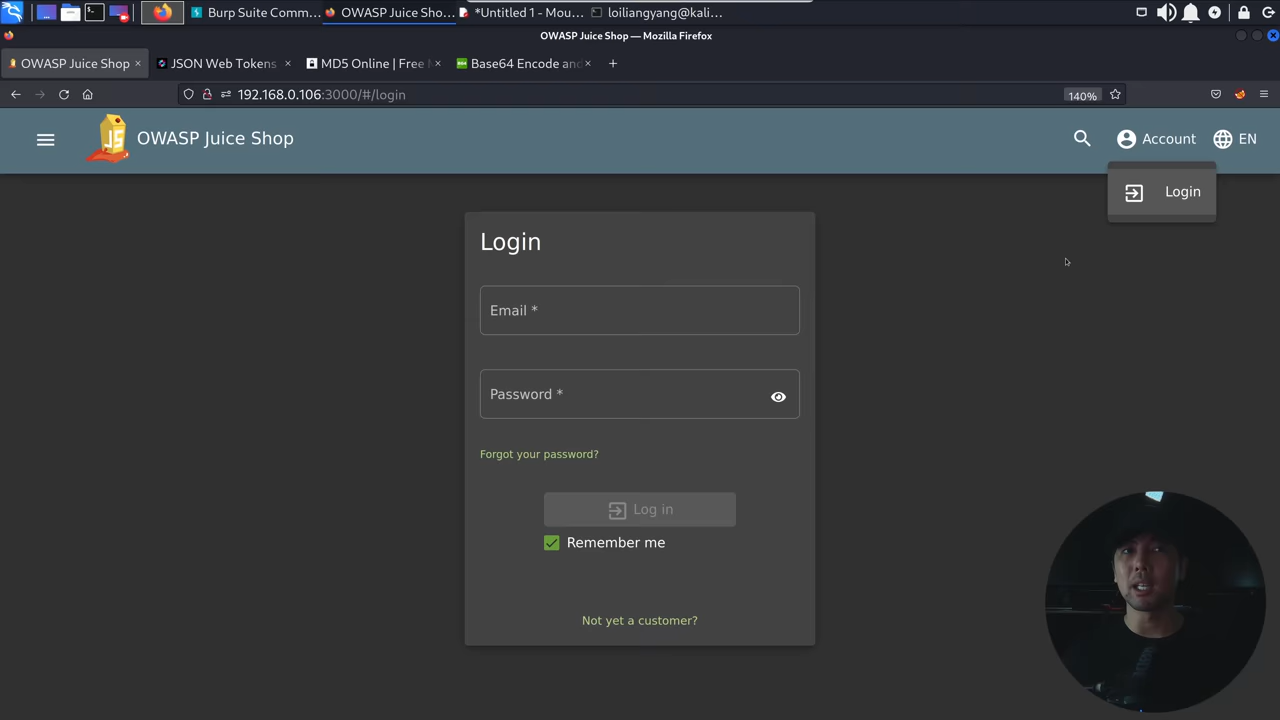 Burp Suite Comm...
OWASP Juice Sho...
*Untitled 1 - Mou...
loiliangyang@kali...
OWASP Juice Shop — Mozilla Firefox
OWASP Juice Shop
JSON Web Tokens
MD5 Online | Free
Base64 Encode and
192.168.0.106:3000/#/login
140%
JS
OWASP Juice Shop
Account
EN
Login
Login
Email *
Password *
Forgot your password?
Log in
Remember me
Not yet a customer?